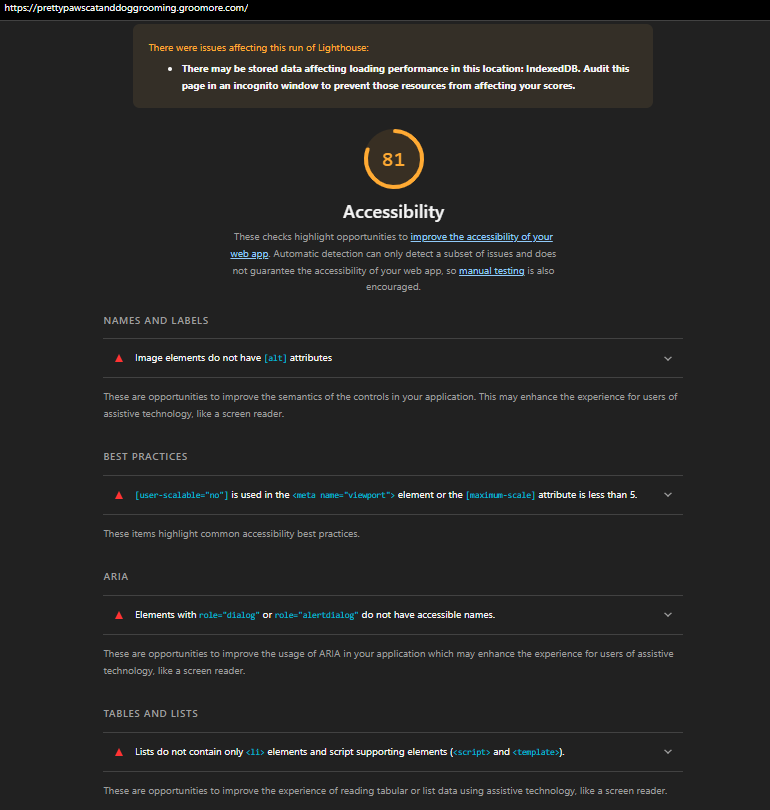 https://prettypawscatanddoggrooming.groomore.com/
There were issues affecting this run of Lighthouse:
• There may be stored data affecting loading performance in this location: IndexedDB. Audit this
page in an incognito window to prevent those resources from affecting your scores.
81
Accessibility
These checks highlight opportunities to improve the accessibility of your
web app. Automatic detection can only detect a subset of issues and does
not guarantee the accessibility of your web app, so manual testing is also
encouraged.
NAMES AND LABELS
Image elements do not have [alt] attributes
These are opportunities to improve the semantics of the controls in your application. This may enhance the experience for users of
assistive technology, like a screen reader.
BEST PRACTICES
[user-scalable="no"] is used in the <meta name="viewport"> element or the [maximum-scale] attribute is less than 5.
These items highlight common accessibility best practices.
ARIA
Elements with role="dialog" or role="alertdialog" do not have accessible names.
These are opportunities to improve the usage of ARIA in your application which may enhance the experience for users of assistive
technology, like a screen reader.
TABLES AND LISTS
Lists do not contain only <li> elements and script supporting elements (<script> and <template>).
These are opportunities to improve the experience of reading tabular or list data using assistive technology, like a screen reader.